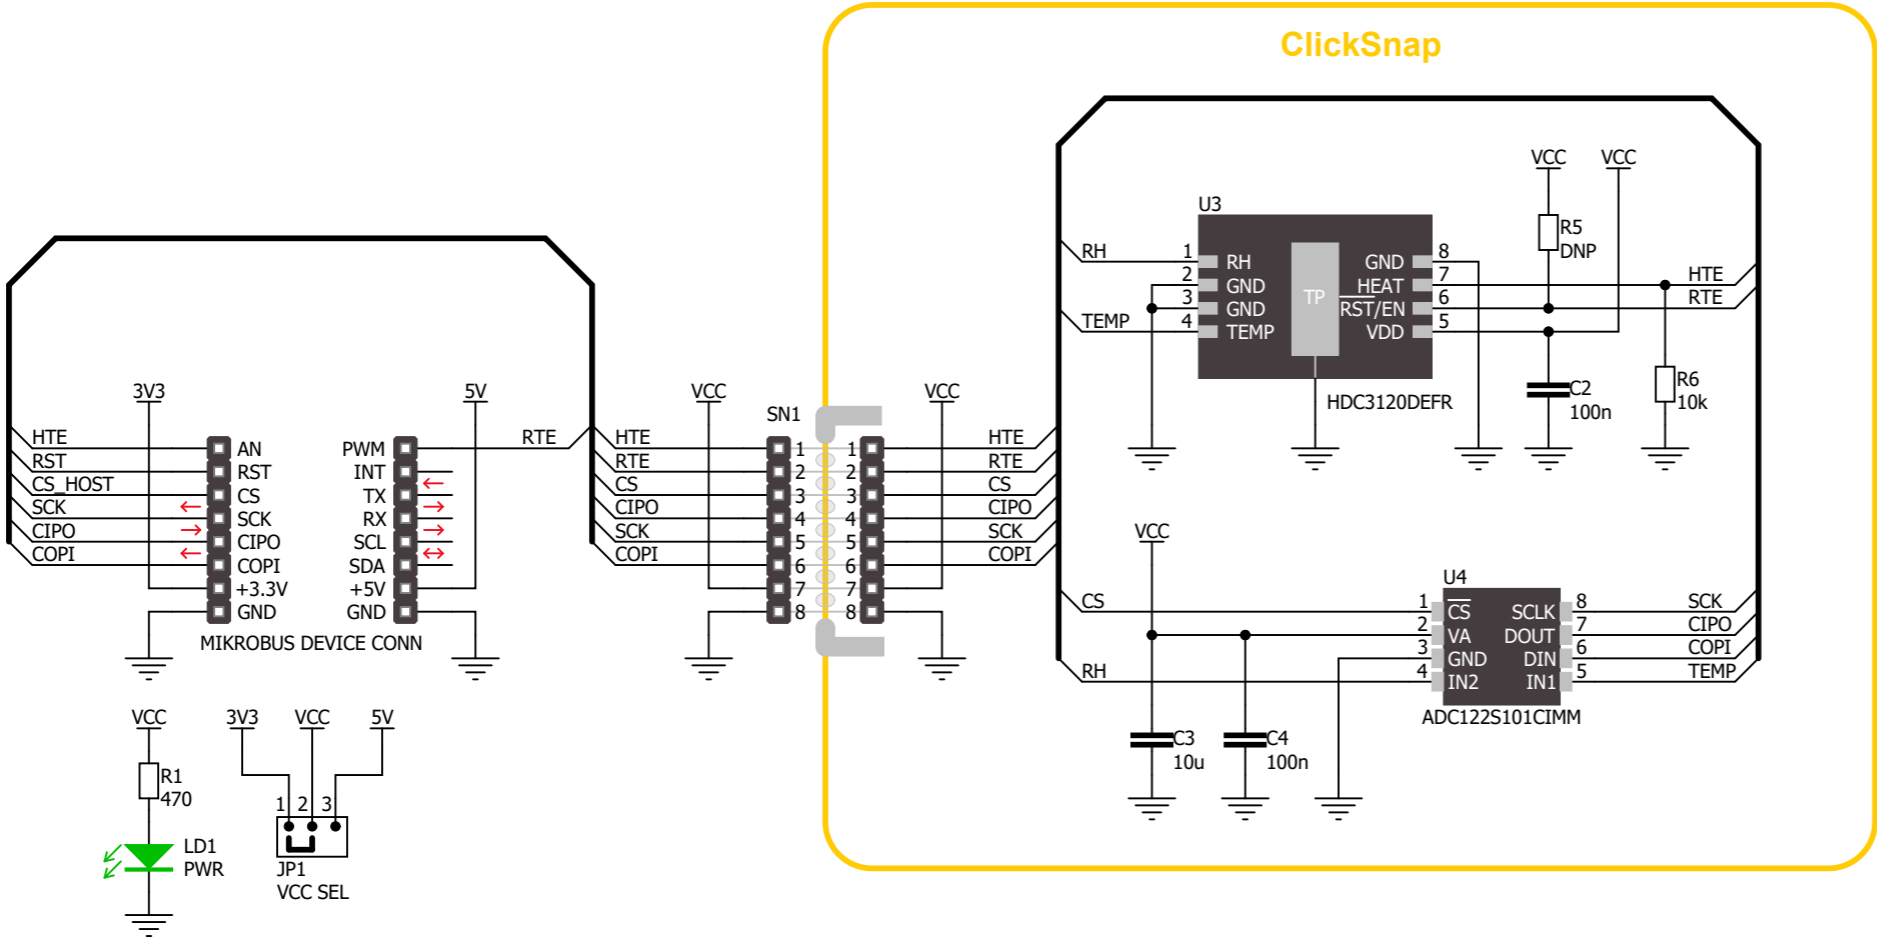 ClickSnap
VCC VCC
U3
R5
DNP
RH 1 RH GND 8
2 GND HEAT 7 HTE
3 GND TP RST/EN 6 RTE
TEMP 4 TEMP VDD 5
HDC3120DEFR
C2
100n
R6
10k
3V3 5V VCC VCC
SN1
HTE AN PWM RTE HTE 1 1 HTE
RST RST INT RTE 2 2 RTE
CS_HOST CS TX CS 3 3 CS
SCK SCK RX CIPO 4 4 CIPO
CIPO CIPO SCL SCK 5 5 SCK
COPI COPI SDA COPI 6 6 COPI
+3.3V +5V 7 7
GND GND 8 8
MIKROBUS DEVICE CONN
VCC
U4
CS 1 CS SCLK 8 SCK
2 VA DOUT 7 CIPO
3 GND DIN 6 COPI
RH 4 IN2 IN1 5 TEMP
ADC122S101CIMM
C3
10u
C4
100n
VCC 3V3 VCC 5V
R1
470
1 2 3
LD1
PWR
JP1
VCC SEL